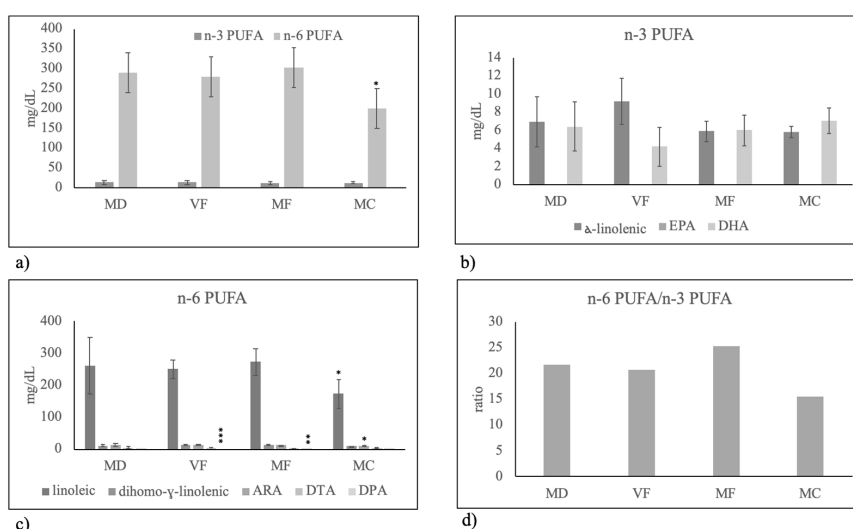 n-3 PUFA n-6 PUFA
mg/dL
400
350
300
250
200
150
100
50
0
*
MD VF MF MC
a)
n-3 PUFA
mg/dL
14
12
10
8
6
4
2
0
MD VF MF MC
ა-linolenic EPA DHA
b)
n-6 PUFA
mg/dL
400
300
200
100
0
***
**
*
*
MD VF MF MC
linoleic dihomo-ɣ-linolenic ARA DTA DPA
c)
n-6 PUFA/n-3 PUFA
ratio
30
25
20
15
10
5
0
MD VF MF MC
d)